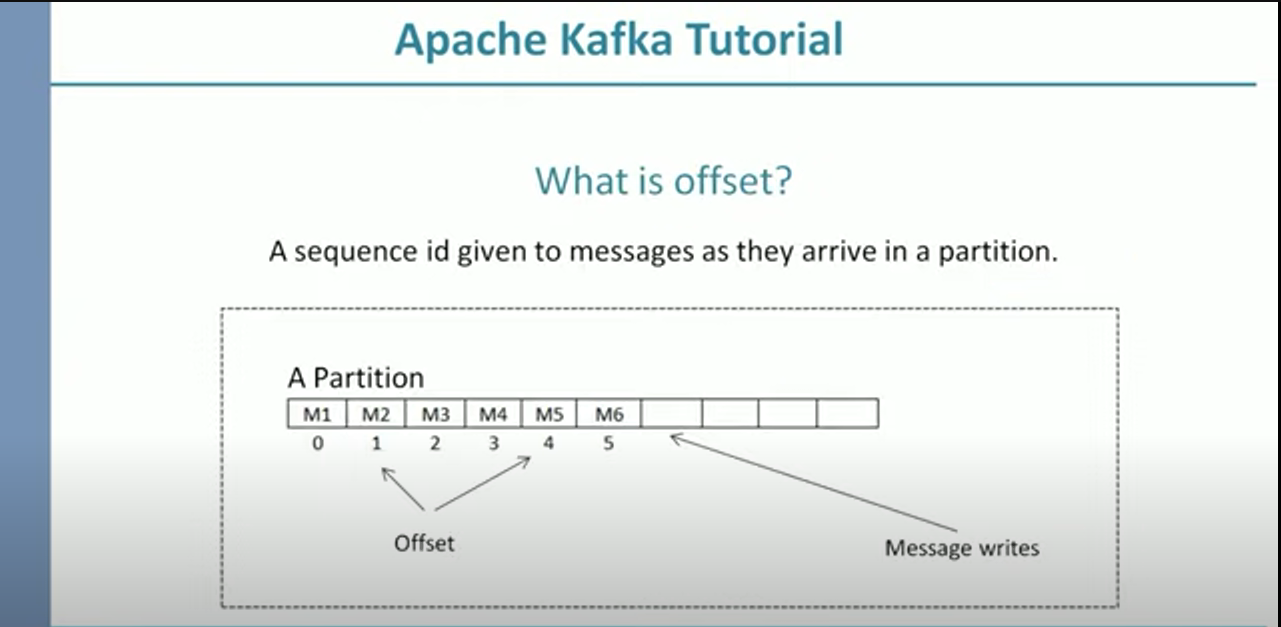 Apache Kafka Tutorial
What is offset?
A sequence id given to messages as they arrive in a partition.
A Partition
M1 M2 M3 M4 M5 M6
0 1 2 3 4 5
Offset
Message writes